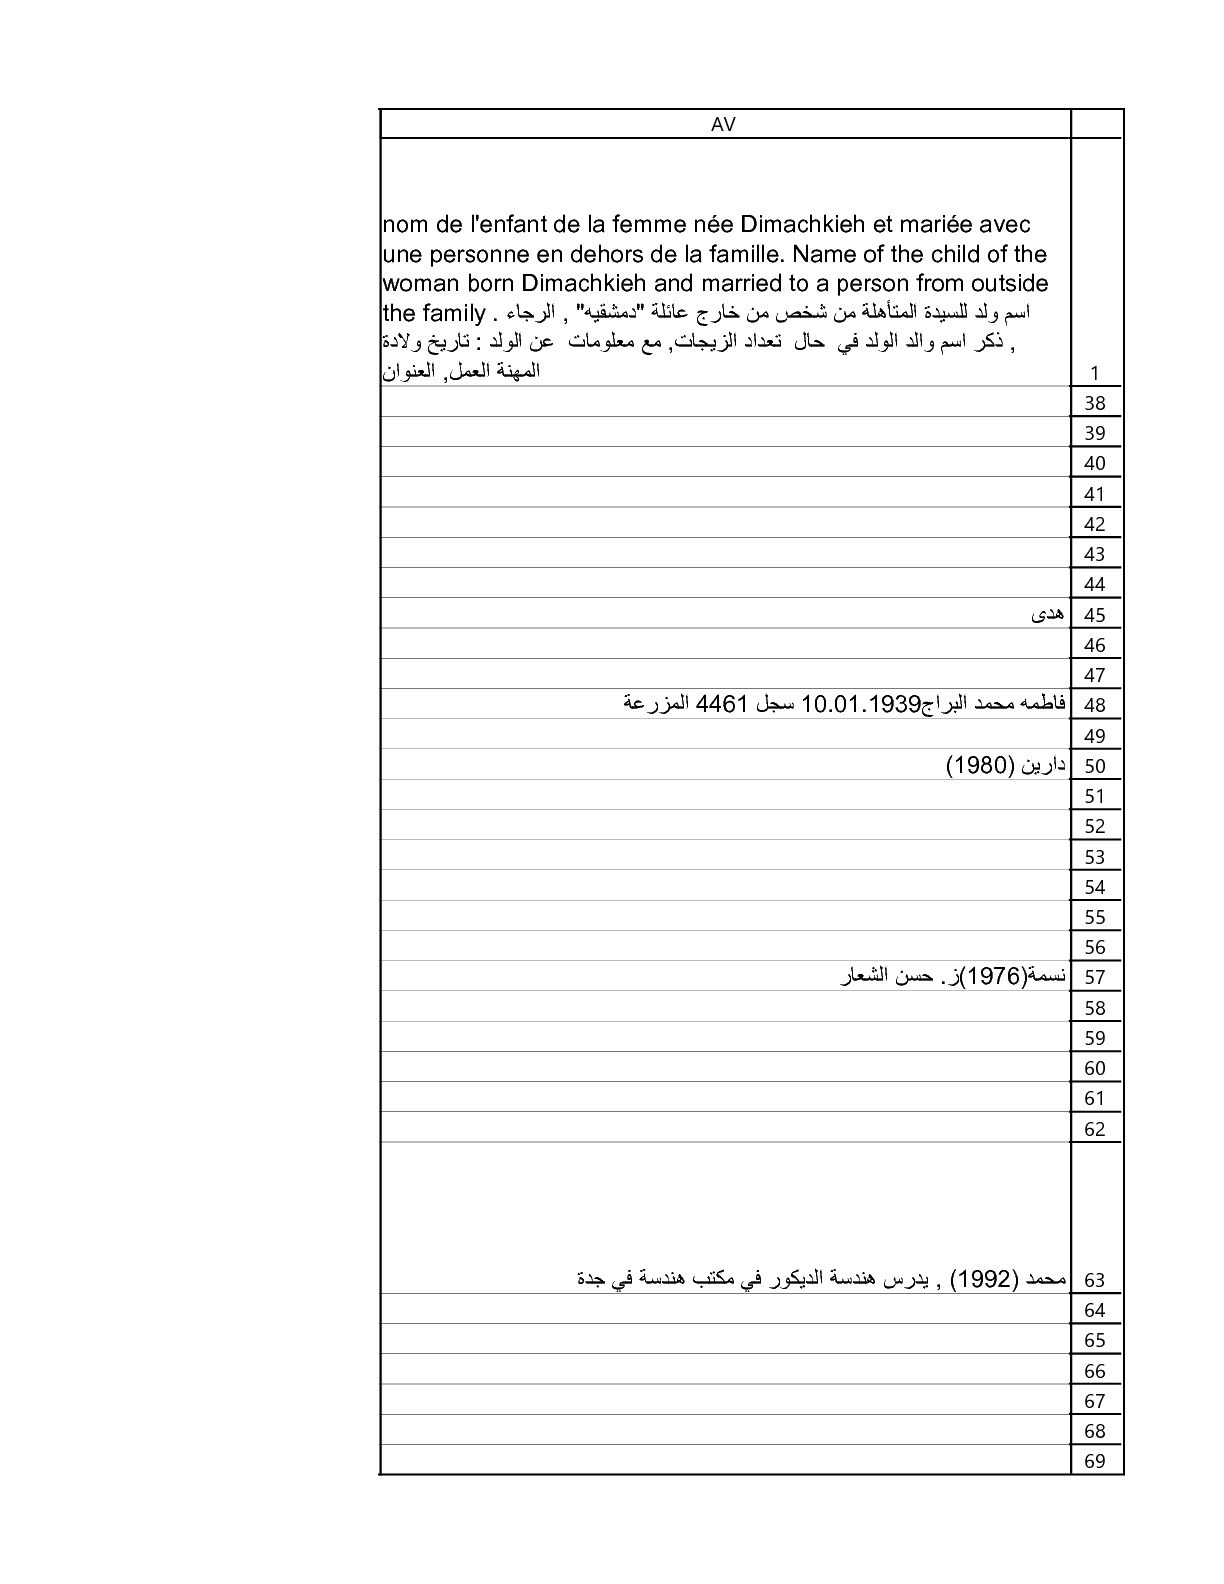 AV
nom de l'enfant de la femme née Dimachkieh et mariée avec
une personne en dehors de la famille. Name of the child of the
woman born Dimachkieh and married to a person from outside
the family . اسم ولد للسيدة المتأهلة من شخص من خارج عائلة "دمشقيه" , الرجاء
ذكر اسم والد الولد في  حال  تعداد الزيجات, مع معلومات  عن الولد : تاريخ ولادة ,
المهنة العمل, العنوان
1
38
39
40
41
42
43
44
45 هدى
46
47
48 فاطمه محمد البراج10.01.1939 سجل 4461 المزرعة
49
50 دارين (1980)
51
52
53
54
55
56
57 نسمة(1976)ز. حسن الشعار
58
59
60
61
62
63 محمد (1992) , يدرس هندسة الديكور في مكتب هندسة في جدة
64
65
66
67
68
69